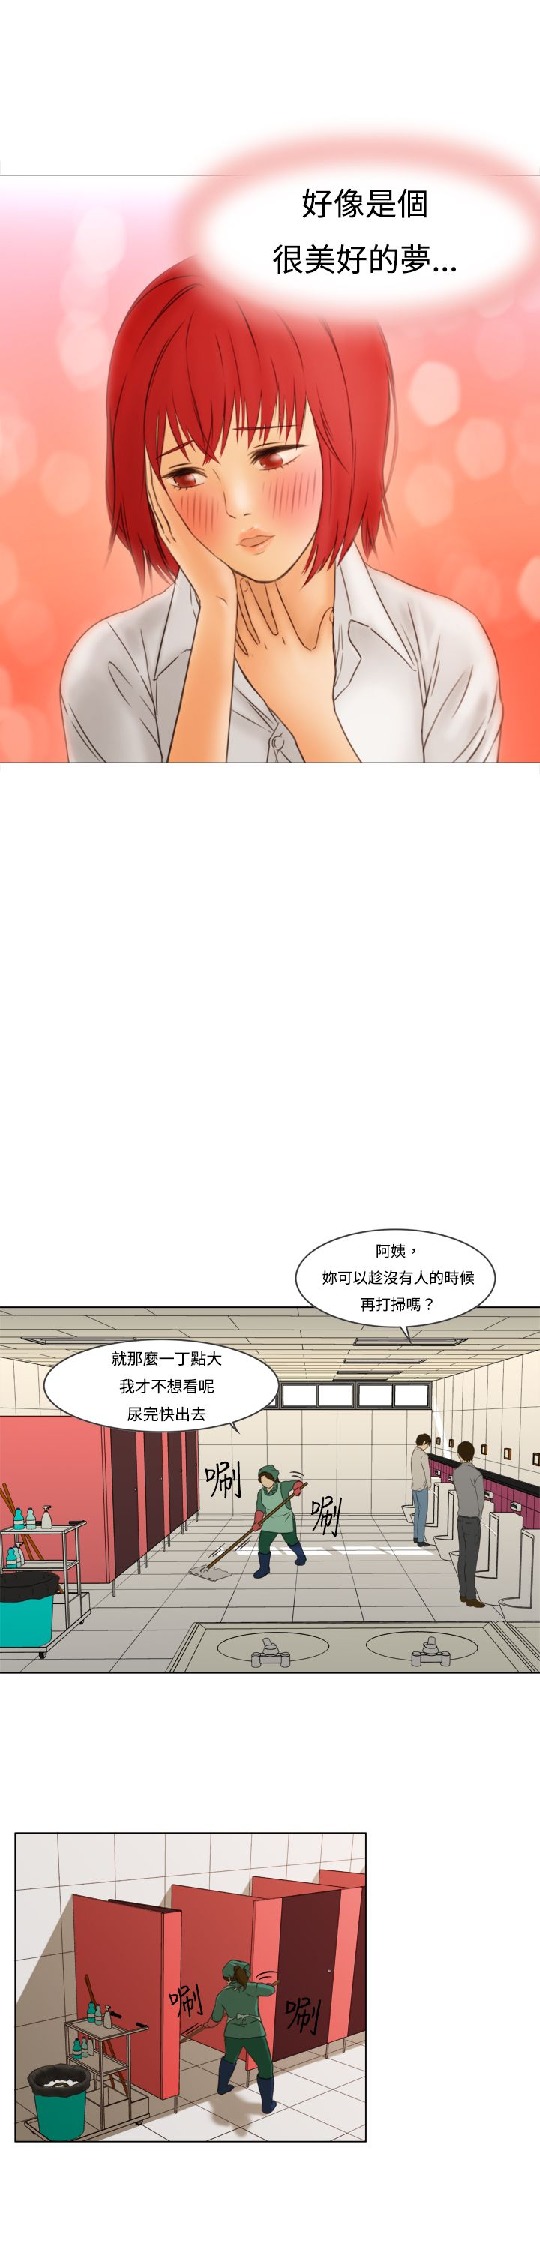 好像是個
很美好的夢...
阿姨，
妳可以趁沒有人的時候
再打掃嗎？
就那麼一丁點大
我才不想看呢
尿完快出去
唰
唰
唰
唰